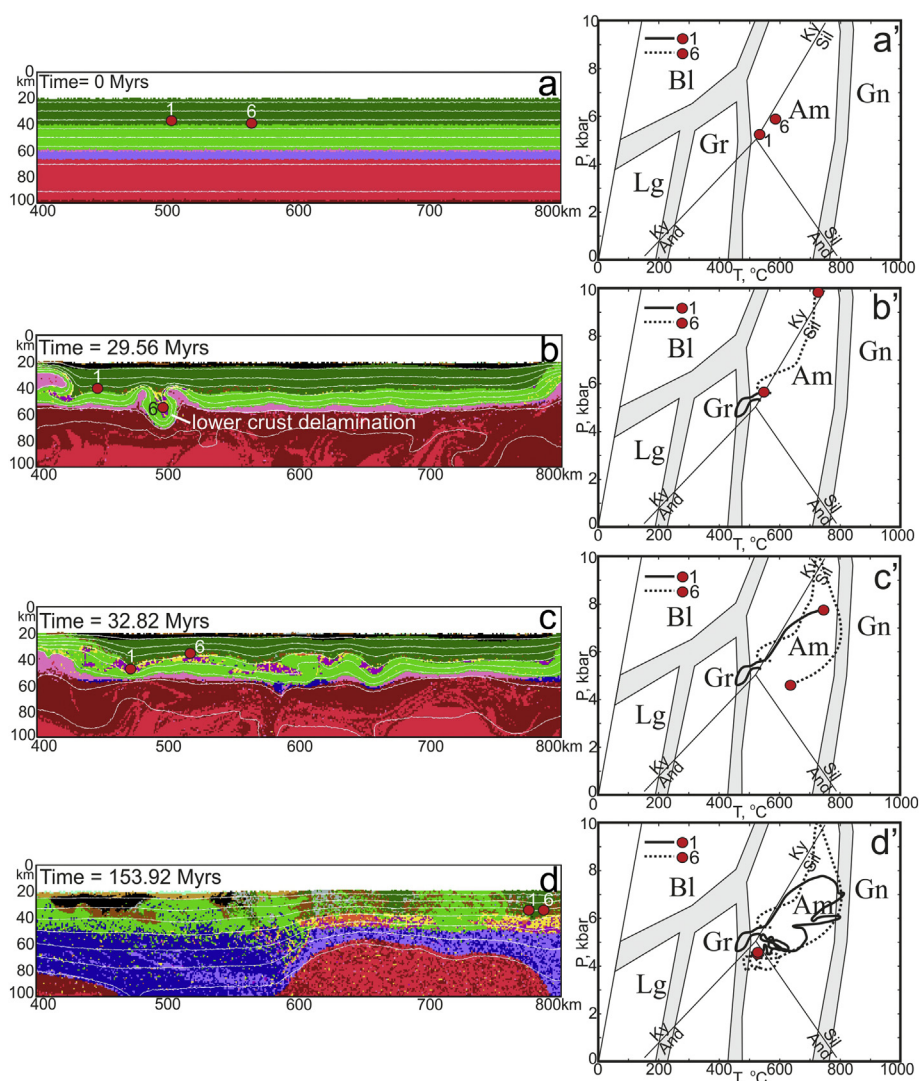 0
km
20
40
60
80
100
Time= 0 Myrs
a
1
6
400
500
600
700
800km
10
8
6
4
2
0
P, kbar
1
6
Bl
Ky
Sil
a’
Am
Gn
6
1
Gr
Lg
Ky
And
Sil
And
0
200
400
600
800
1000
T, °C
0
km
20
40
60
80
100
Time = 29.56 Myrs
b
1
6
lower crust delamination
400
500
600
700
800km
10
8
6
4
2
0
P, kbar
1
6
Bl
Ky
Sil
b’
Am
Gn
Gr
Lg
Ky
And
Sil
And
0
200
400
600
800
1000
T, °C
0
km
20
40
60
80
100
Time = 32.82 Myrs
c
1
6
400
500
600
700
800km
10
8
6
4
2
0
P, kbar
1
6
Bl
Ky
Sil
c’
Am
Gn
Gr
Lg
Ky
And
Sil
And
0
200
400
600
800
1000
T, °C
0
km
20
40
60
80
100
Time = 153.92 Myrs
d
1
6
400
500
600
700
800km
10
8
6
4
2
0
P, kbar
1
6
Bl
Ky
Sil
d’
Am
Gn
Gr
Lg
Ky
And
Sil
And
0
200
400
600
800
1000
T, °C